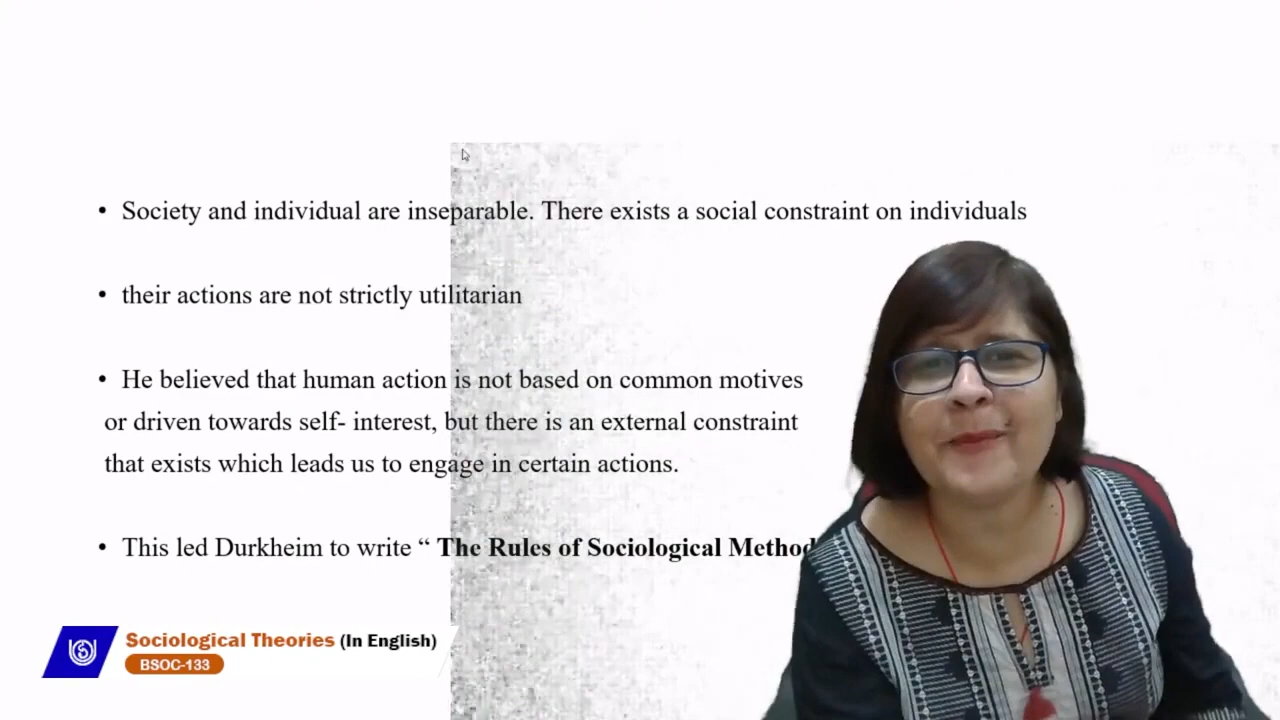 • Society and individual are inseparable. There exists a social constraint on individuals
• their actions are not strictly utilitarian
• He believed that human action is not based on common motives
or driven towards self- interest, but there is an external constraint
that exists which leads us to engage in certain actions.
• This led Durkheim to write “ The Rules of Sociological Method
Sociological Theories (In English)
BSOC-133